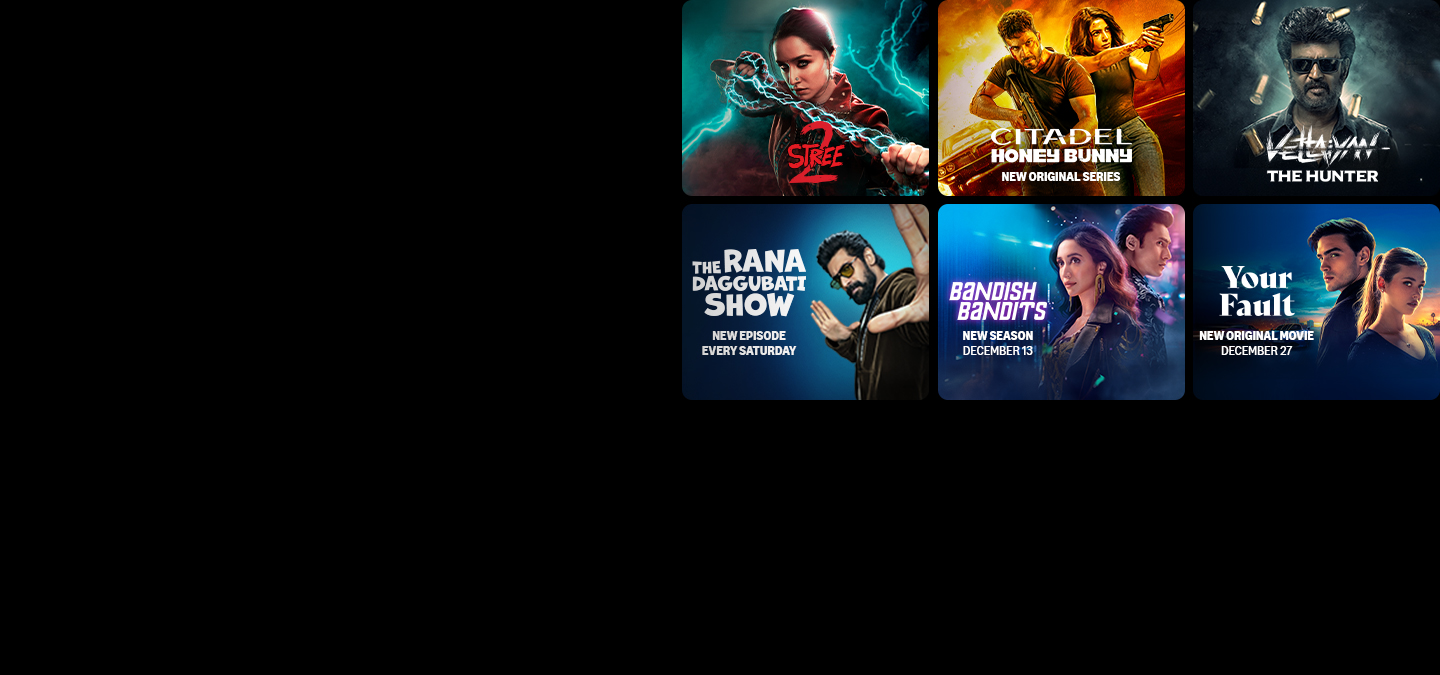 STREE
2
CITADEL
HONEY BUNNY
NEW ORIGINAL SERIES
VETTAIYAN
THE HUNTER
THE RANA
DAGGUBATI
SHOW
NEW EPISODE
EVERY SATURDAY
BANDISH
BANDITS
NEW SEASON
DECEMBER 13
Your
Fault
NEW ORIGINAL MOVIE
DECEMBER 27